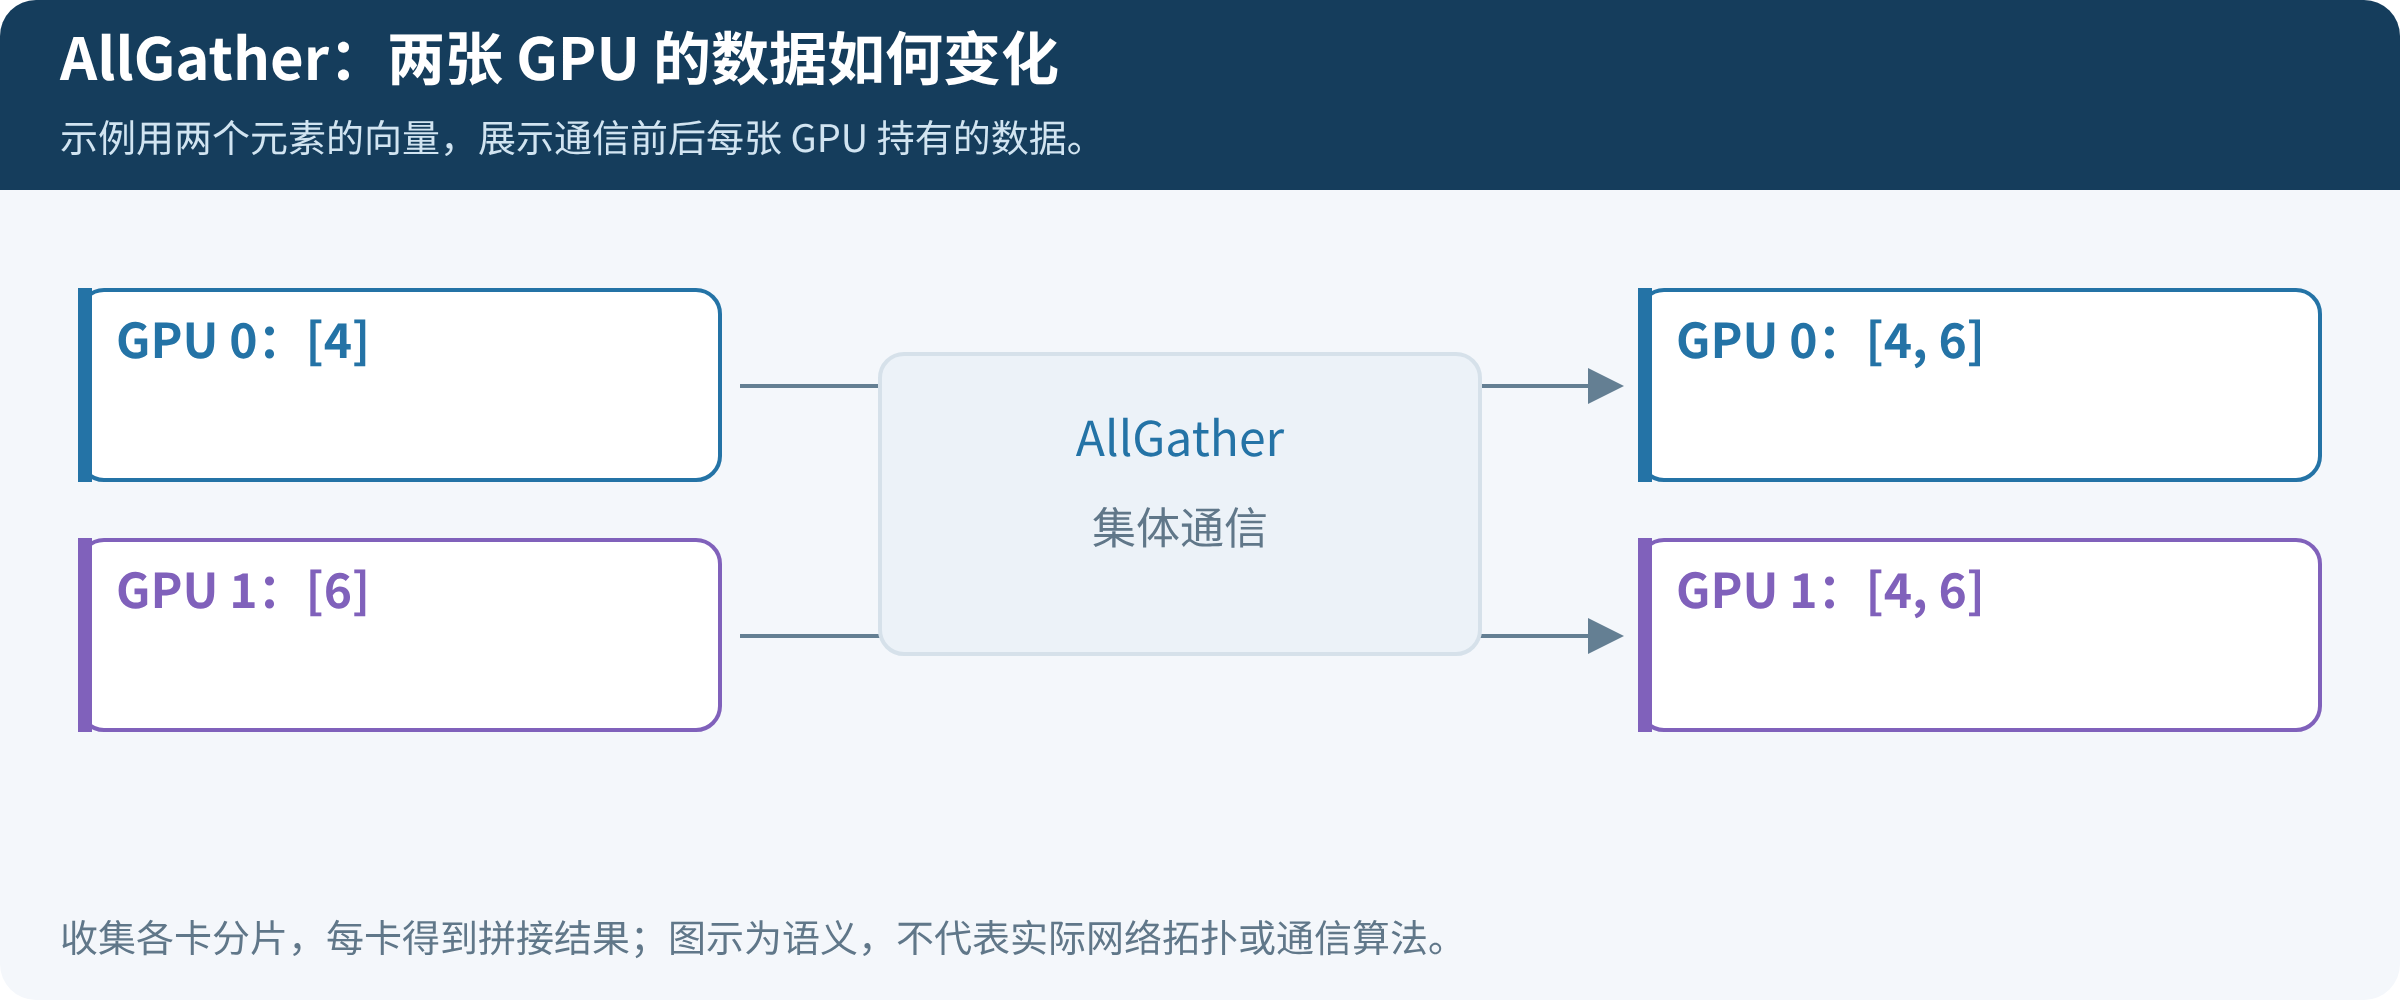 AllGather：两张 GPU 的数据如何变化
示例用两个元素的向量，展示通信前后每张 GPU 持有的数据。
GPU 0：[4]
GPU 1：[6]
AllGather
集体通信
GPU 0：[4, 6]
GPU 1：[4, 6]
收集各卡分片，每卡得到拼接结果；图示为语义，不代表实际网络拓扑或通信算法。